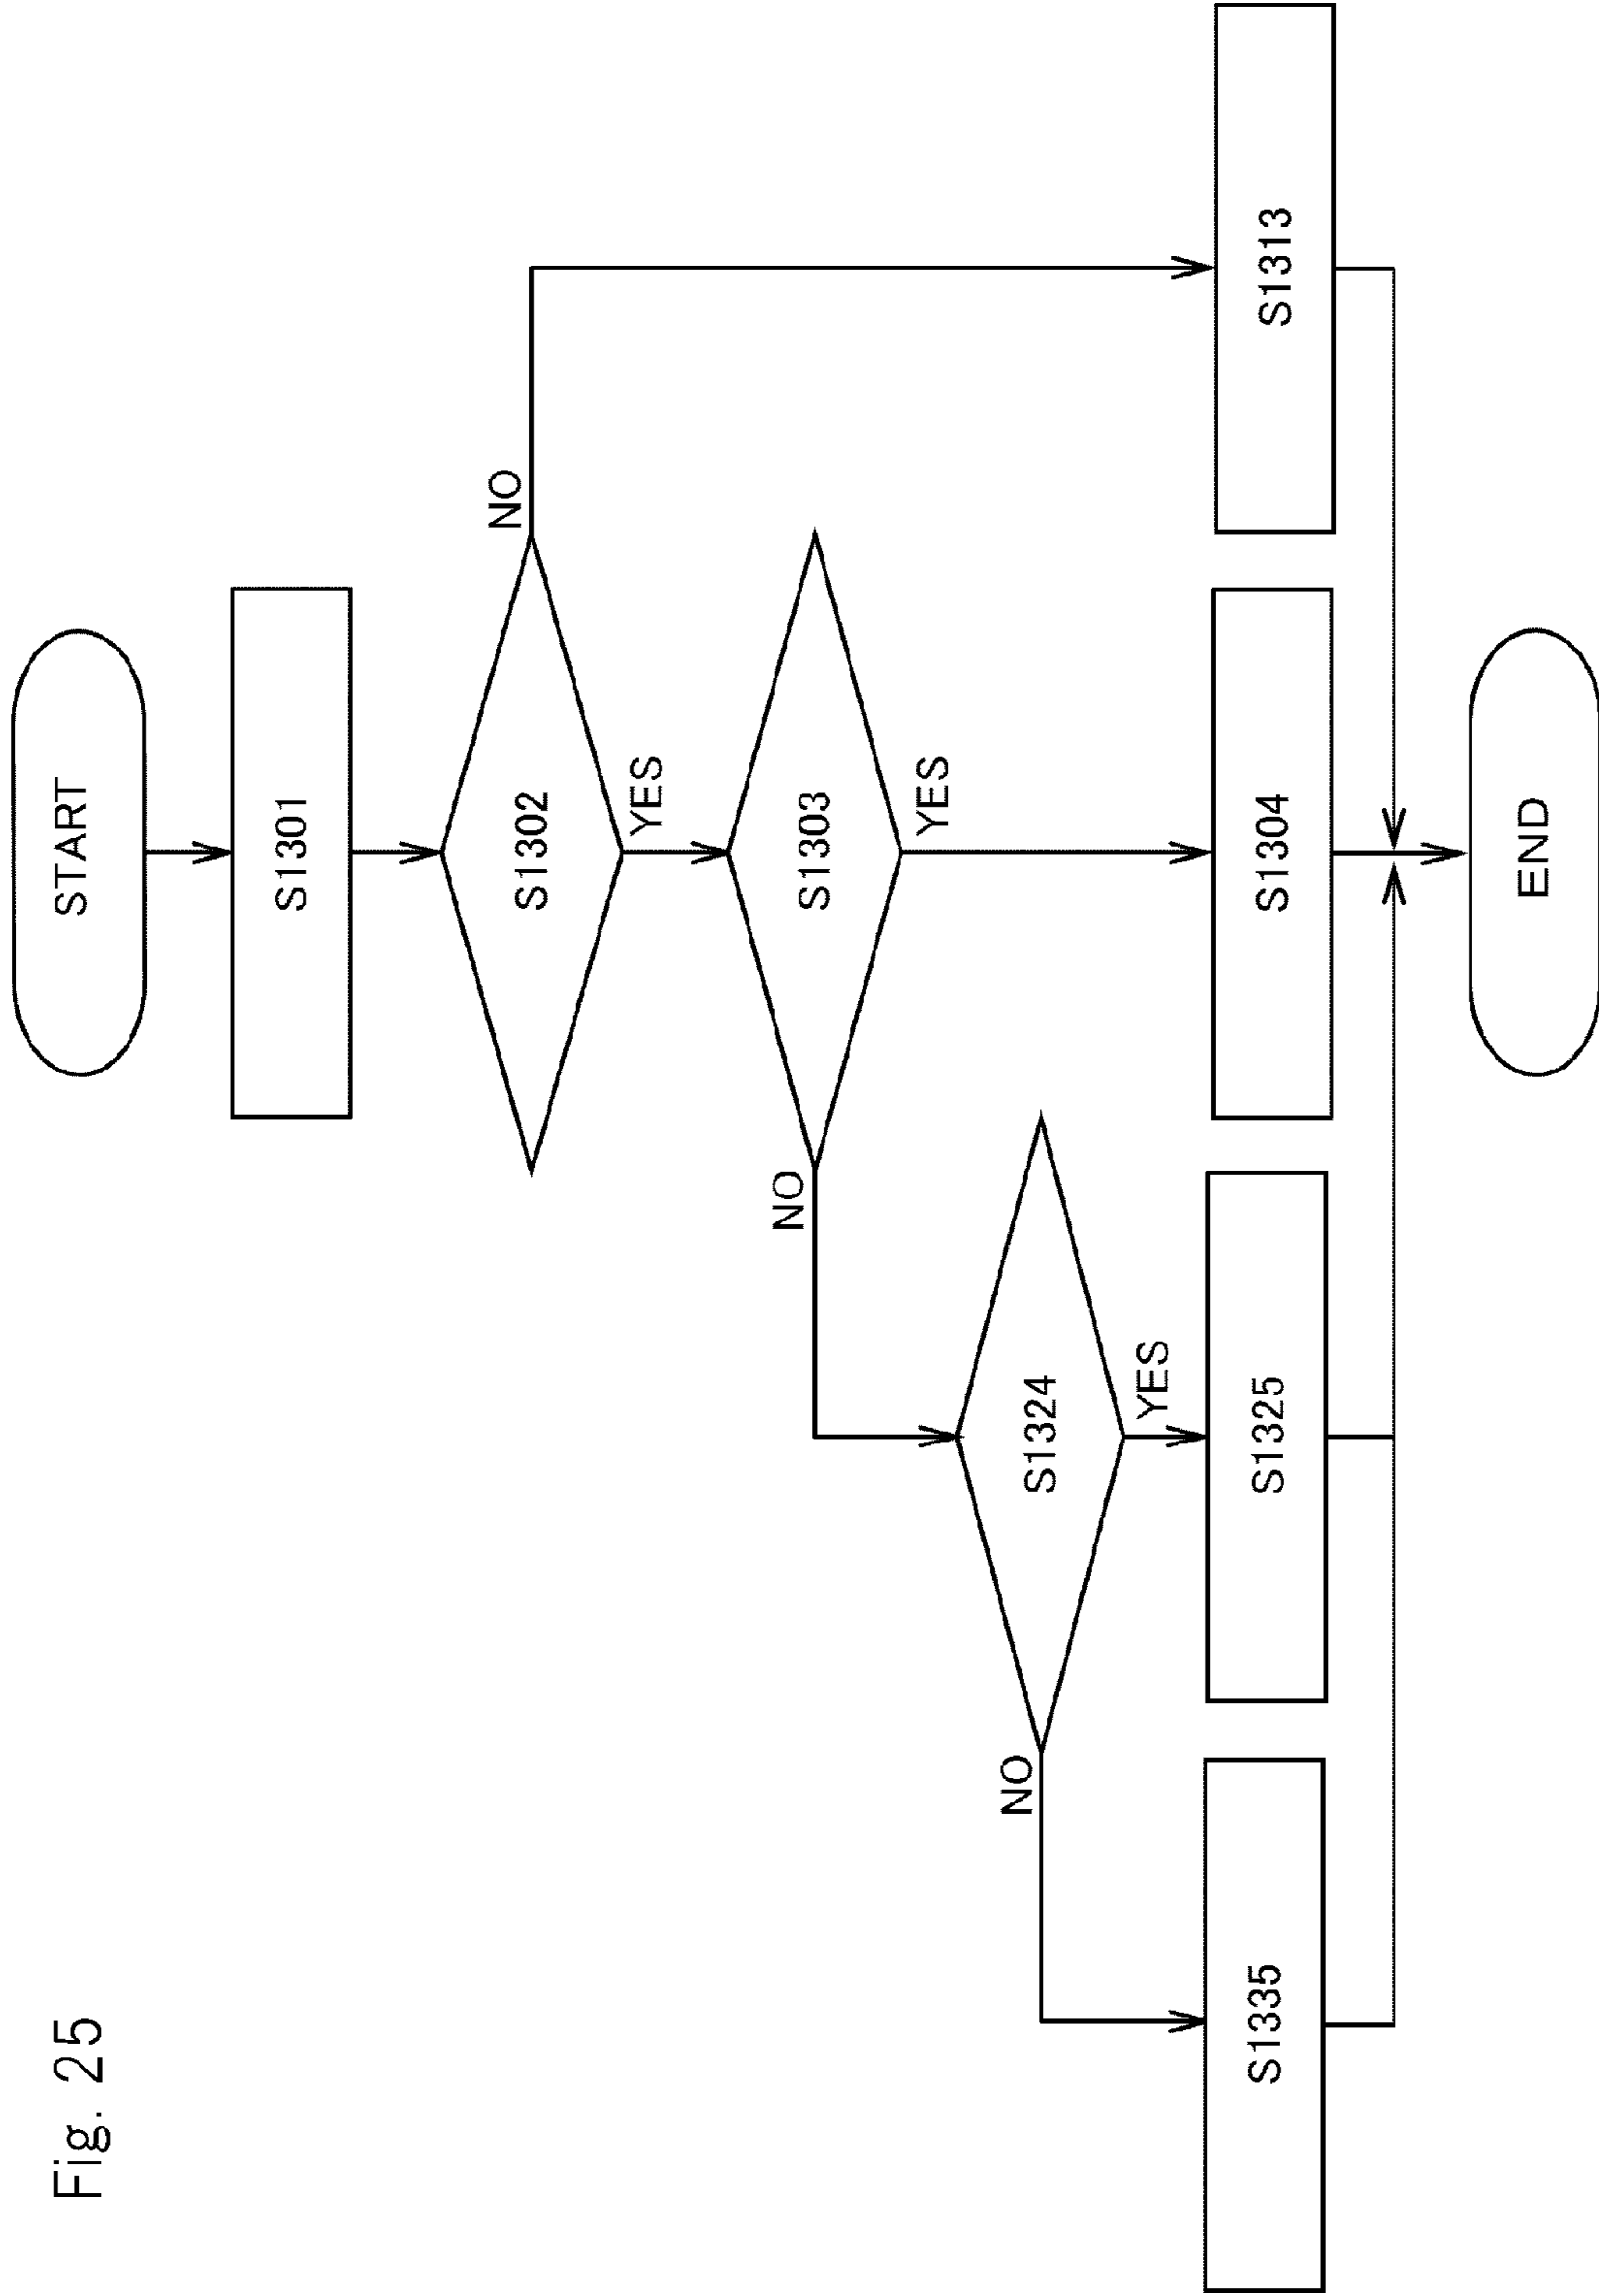 Fig. 25
START
S1301
S1302
NO
YES
S1303
NO
YES
S1324
NO
YES
S1335
S1325
S1304
S1313
END